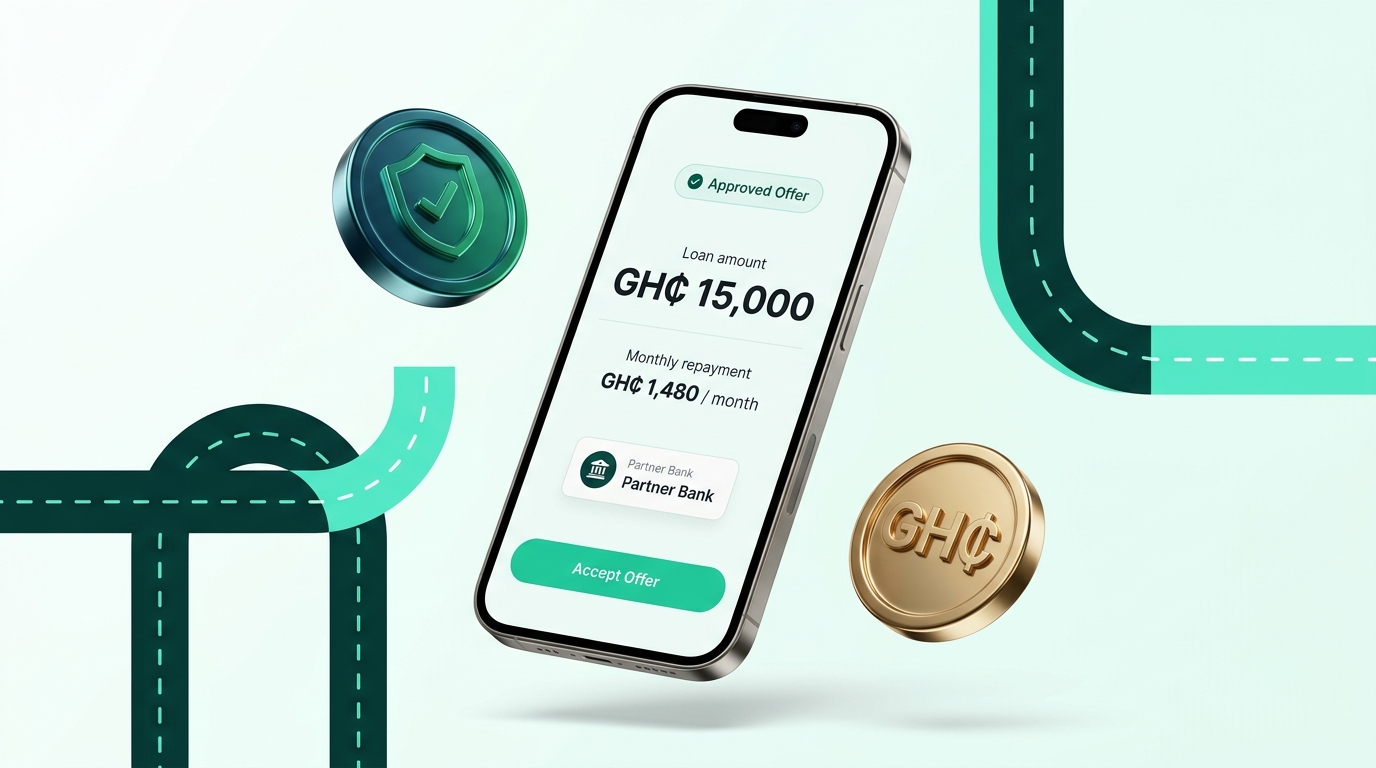 Approved Offer
Loan amount
GH₵ 15,000
Monthly repayment
GH₵ 1,480 / month
Partner Bank
Partner Bank
Accept Offer
GH₵